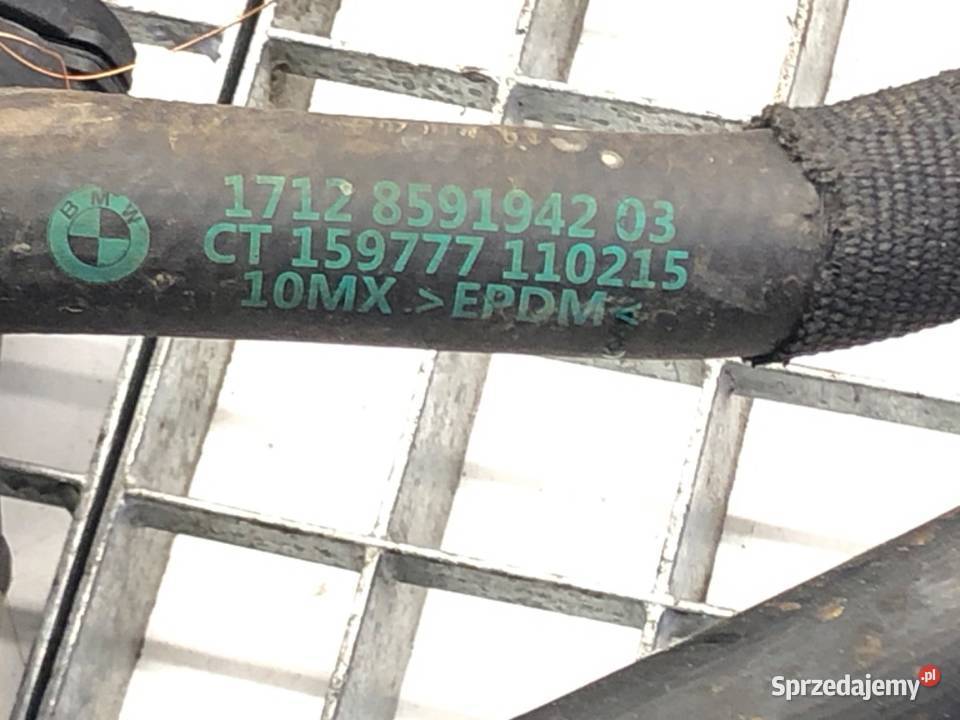 BMW
1712 8591942 03
CT 159777 110215
10MX >EPDM<
Sprzedajemy .pl